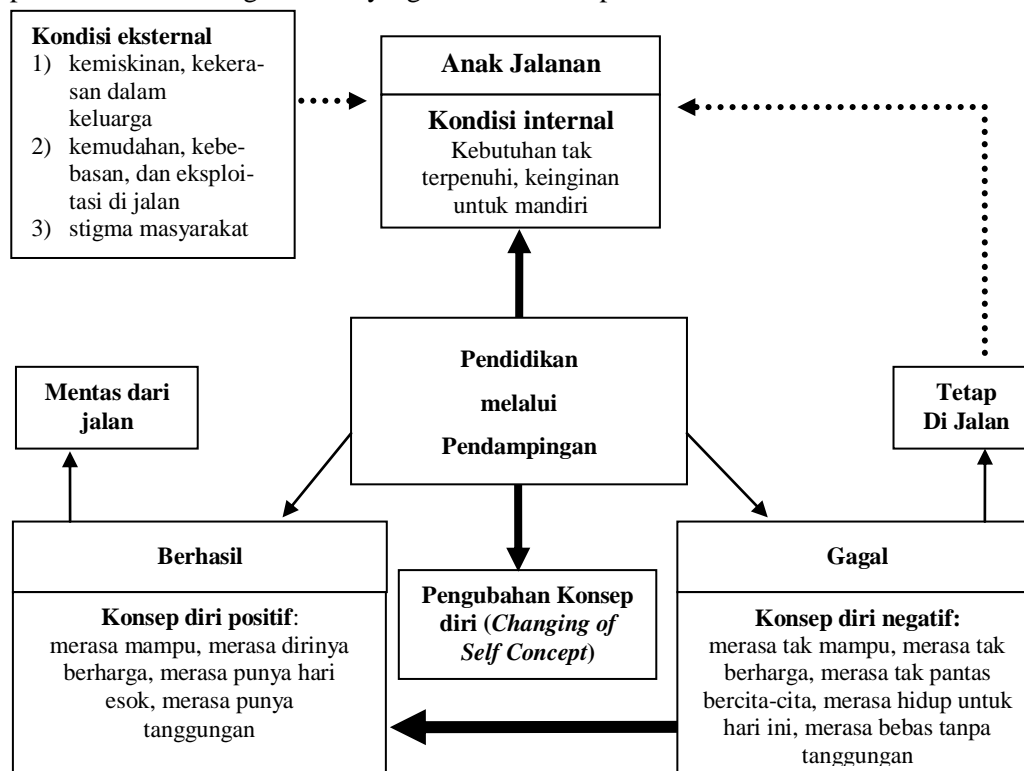 Kondisi eksternal
1) kemiskinan, kekera-
san dalam
keluarga
2) kemudahan, kebe-
basan, dan eksploi-
tasi di jalan
3) stigma masyarakat
Anak Jalanan
Kondisi internal
Kebutuhan tak
terpenuhi, keinginan
untuk mandiri
Pendidikan
melalui
Pendampingan
Mentas dari
jalan
Tetap
Di Jalan
Berhasil
Konsep diri positif:
merasa mampu, merasa dirinya
berharga, merasa punya hari
esok, merasa punya
tanggungan
Pengubahan Konsep
diri (Changing of
Self Concept)
Gagal
Konsep diri negatif:
merasa tak mampu, merasa tak
berharga, merasa tak pantas
bercita-cita, merasa hidup untuk
hari ini, merasa bebas tanpa
tanggungan